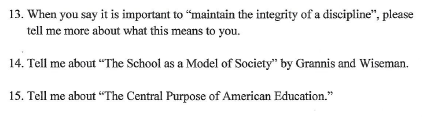 13. When you say it is important to “maintain the integrity of a discipline”, please
tell me more about what this means to you.
14. Tell me about “The School as a Model of Society” by Grannis and Wiseman.
15. Tell me about “The Central Purpose of American Education.”